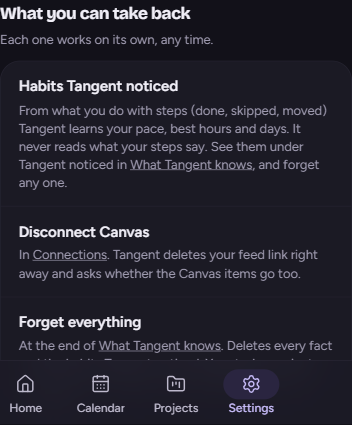 What you can take back
Each one works on its own, any time.
Habits Tangent noticed
From what you do with steps (done, skipped, moved)
Tangent learns your pace, best hours and days. It
never reads what your steps say. See them under
Tangent noticed in What Tangent knows, and forget
any one.
Disconnect Canvas
In Connections. Tangent deletes your feed link right
away and asks whether the Canvas items go too.
Forget everything
At the end of What Tangent knows. Deletes every fact
Home
Calendar
Projects
Settings